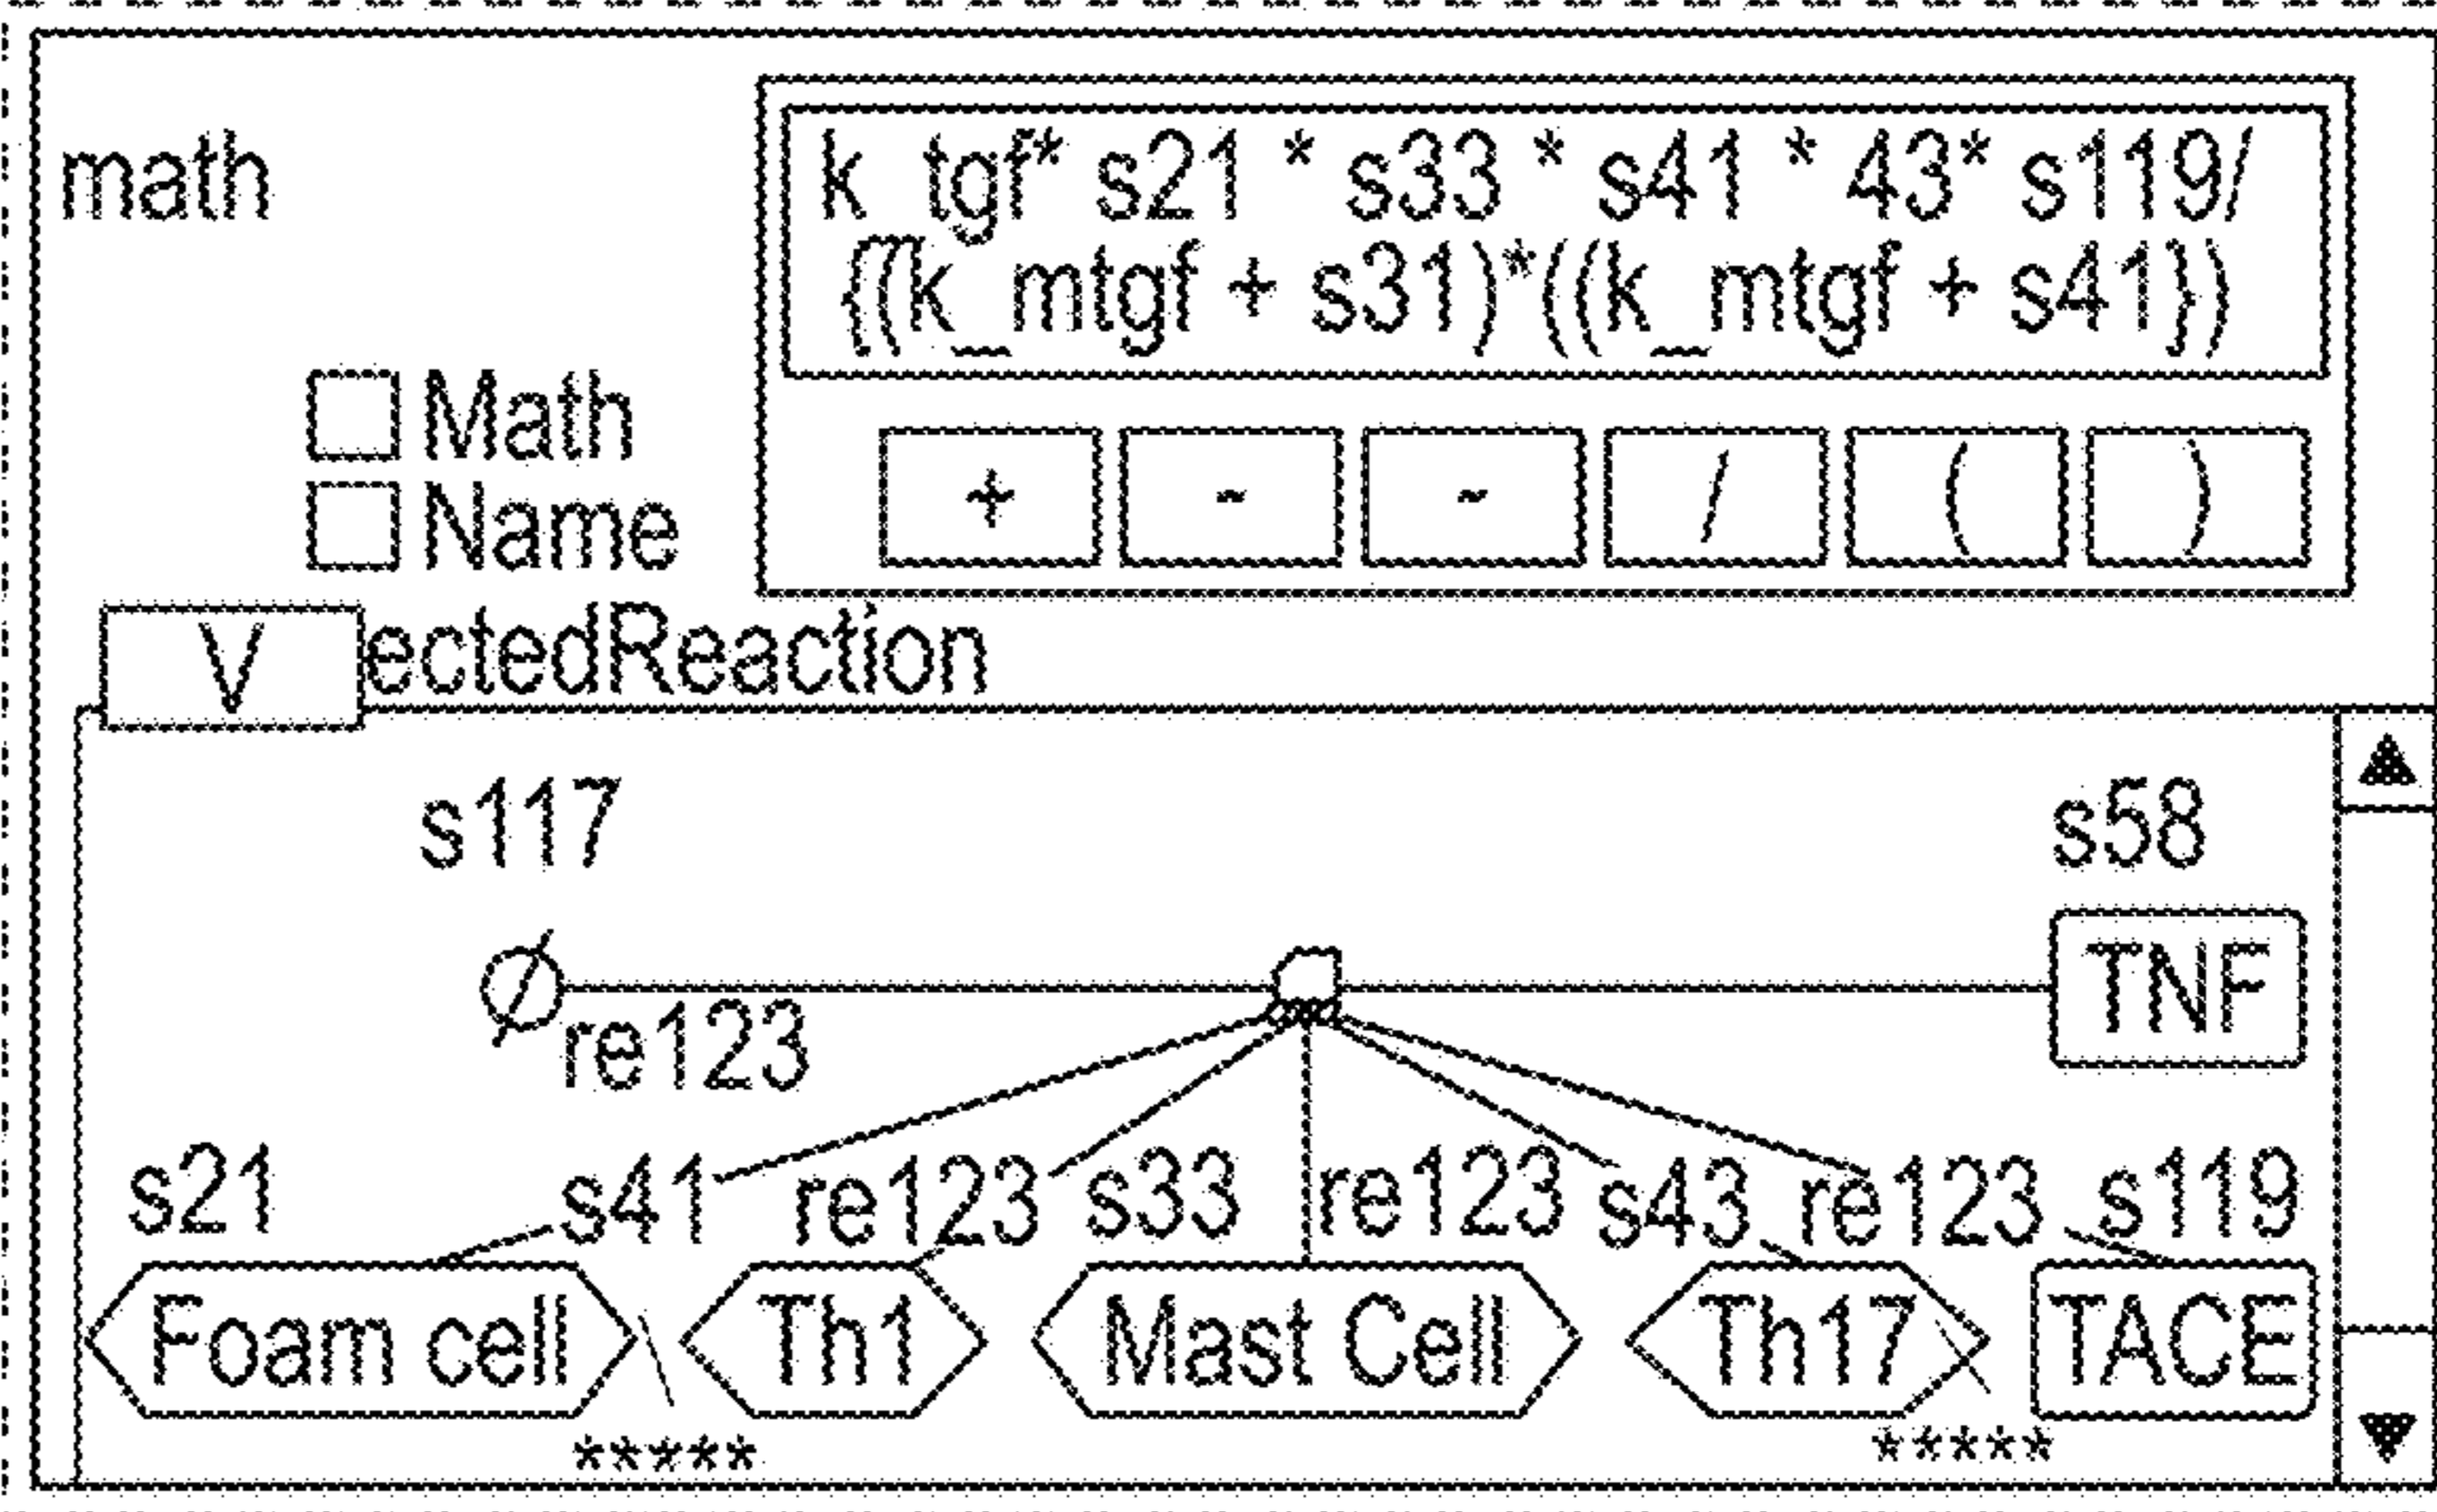 math
k_tgf* s21 * s33 * s41 * 43* s119/
{(k_mtgf + s31)*((k_mtgf + s41})
Math
Name
+ - - / ( )
V ectedReaction
s117 s58
TNF
re123
s21 s41 re123 s33 re123 s43 re123 s119
Foam cell Th1 Mast Cell Th17 TACE
***** *****